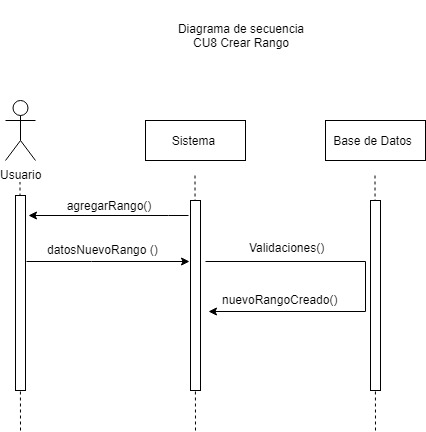 Diagrama de secuencia
CU8 Crear Rango
Sistema
Base de Datos
Usuario
agregarRango()
datosNuevoRango ()
Validaciones()
nuevoRangoCreado()